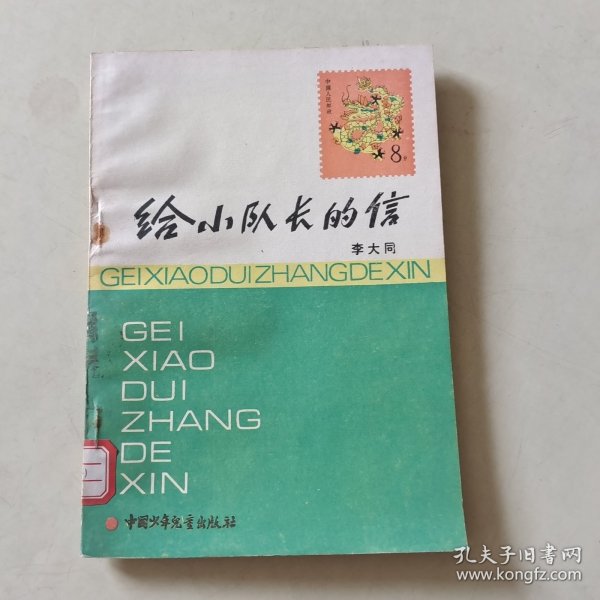 中国人民邮政
8分
给小队长的信
李大同
GEIXIAODUIZHANGDEXIN
GEI
XIAO
DUI
ZHANG
DE
XIN
中国少年儿童出版社
孔夫子旧书网
www.kongfz.com